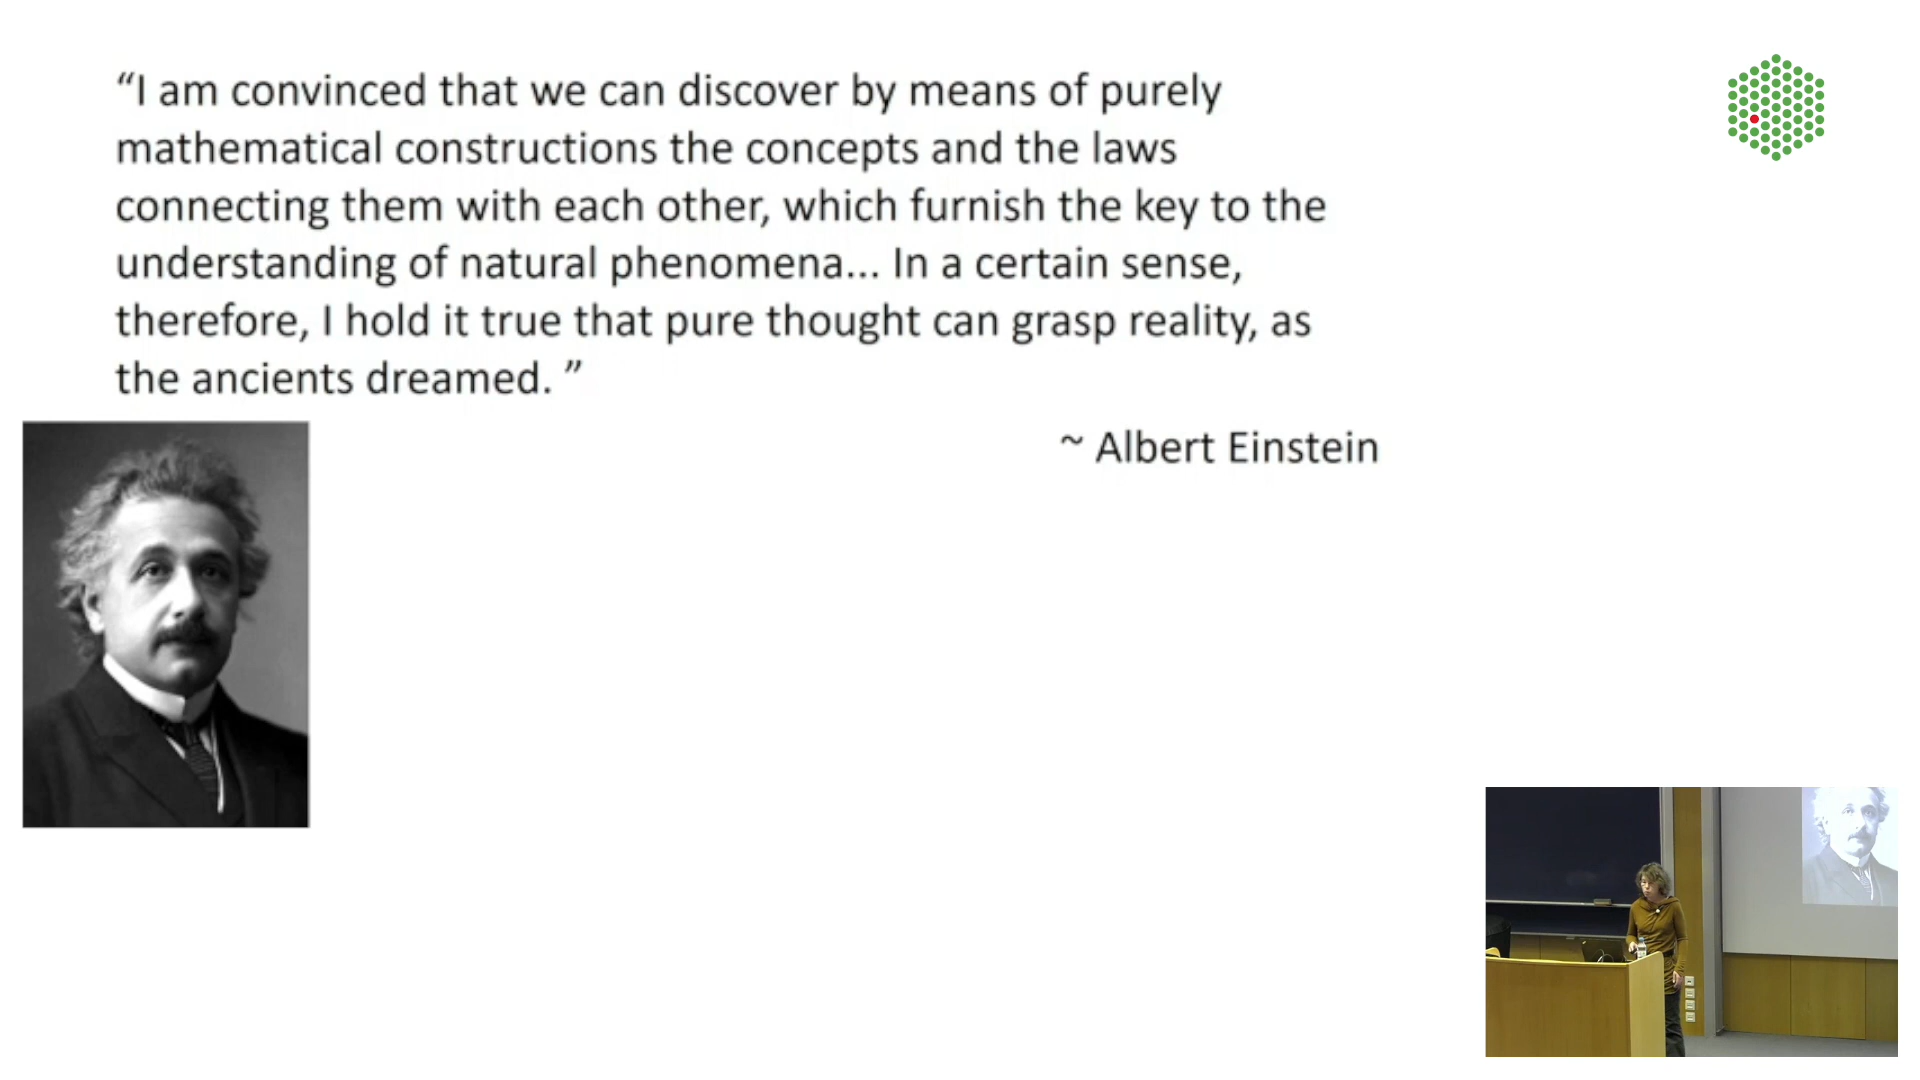 “I am convinced that we can discover by means of purely
mathematical constructions the concepts and the laws
connecting them with each other, which furnish the key to the
understanding of natural phenomena... In a certain sense,
therefore, I hold it true that pure thought can grasp reality, as
the ancients dreamed. ”
~ Albert Einstein